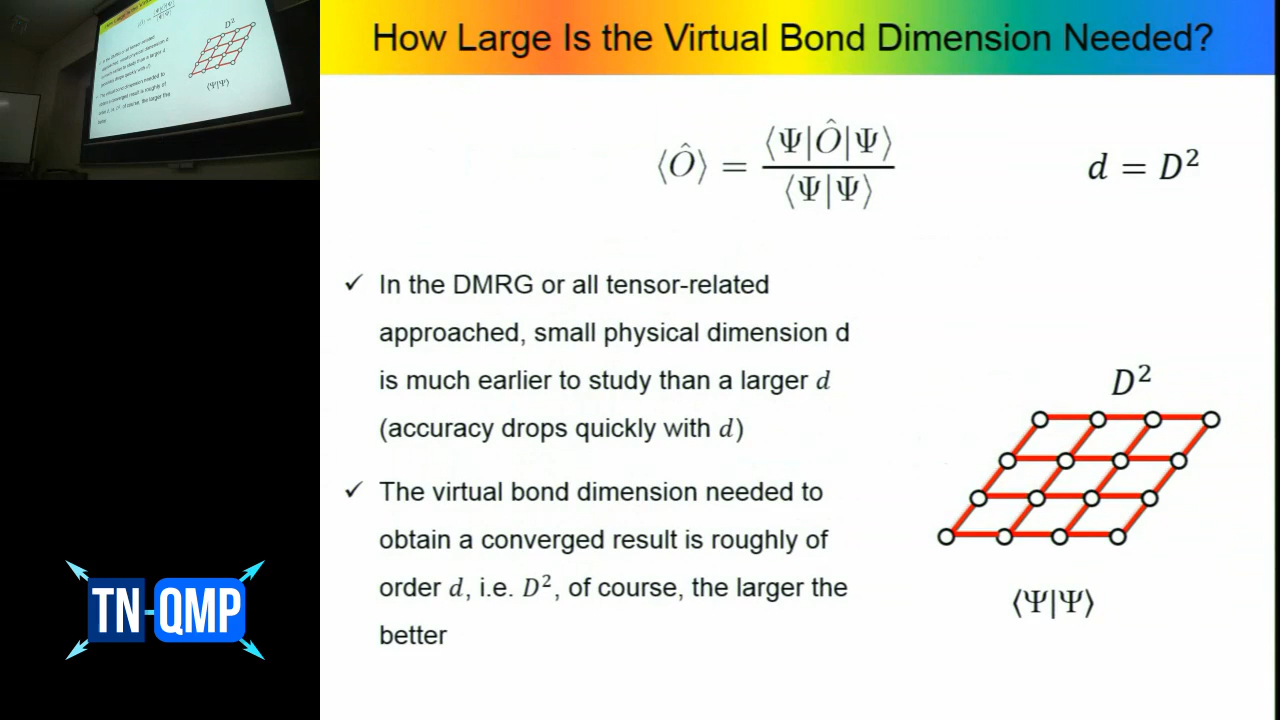 How Large Is the Virtual Bond Dimension Needed?
⟨Ô⟩ = ⟨Ψ|Ô|Ψ⟩ / ⟨Ψ|Ψ⟩
d = D²
✓ In the DMRG or all tensor-related
approached, small physical dimension d
is much earlier to study than a larger d
(accuracy drops quickly with d)
✓ The virtual bond dimension needed to
obtain a converged result is roughly of
order d, i.e. D², of course, the larger the
better
D²
⟨Ψ|Ψ⟩
TN-QMP